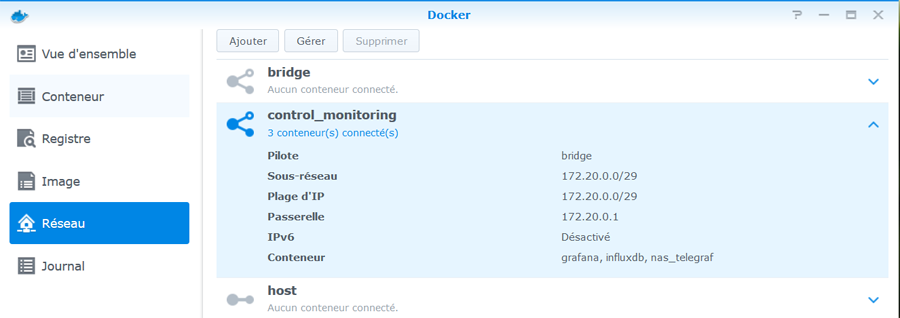 Docker
Vue d'ensemble
Conteneur
Registre
Image
Réseau
Journal
Ajouter Gérer Supprimer
bridge
Aucun conteneur connecté.
control_monitoring
3 conteneur(s) connecté(s)
Pilote bridge
Sous-réseau 172.20.0.0/29
Plage d'IP 172.20.0.0/29
Passerelle 172.20.0.1
IPv6 Désactivé
Conteneur grafana, influxdb, nas_telegraf
host
Aucun conteneur connecté.